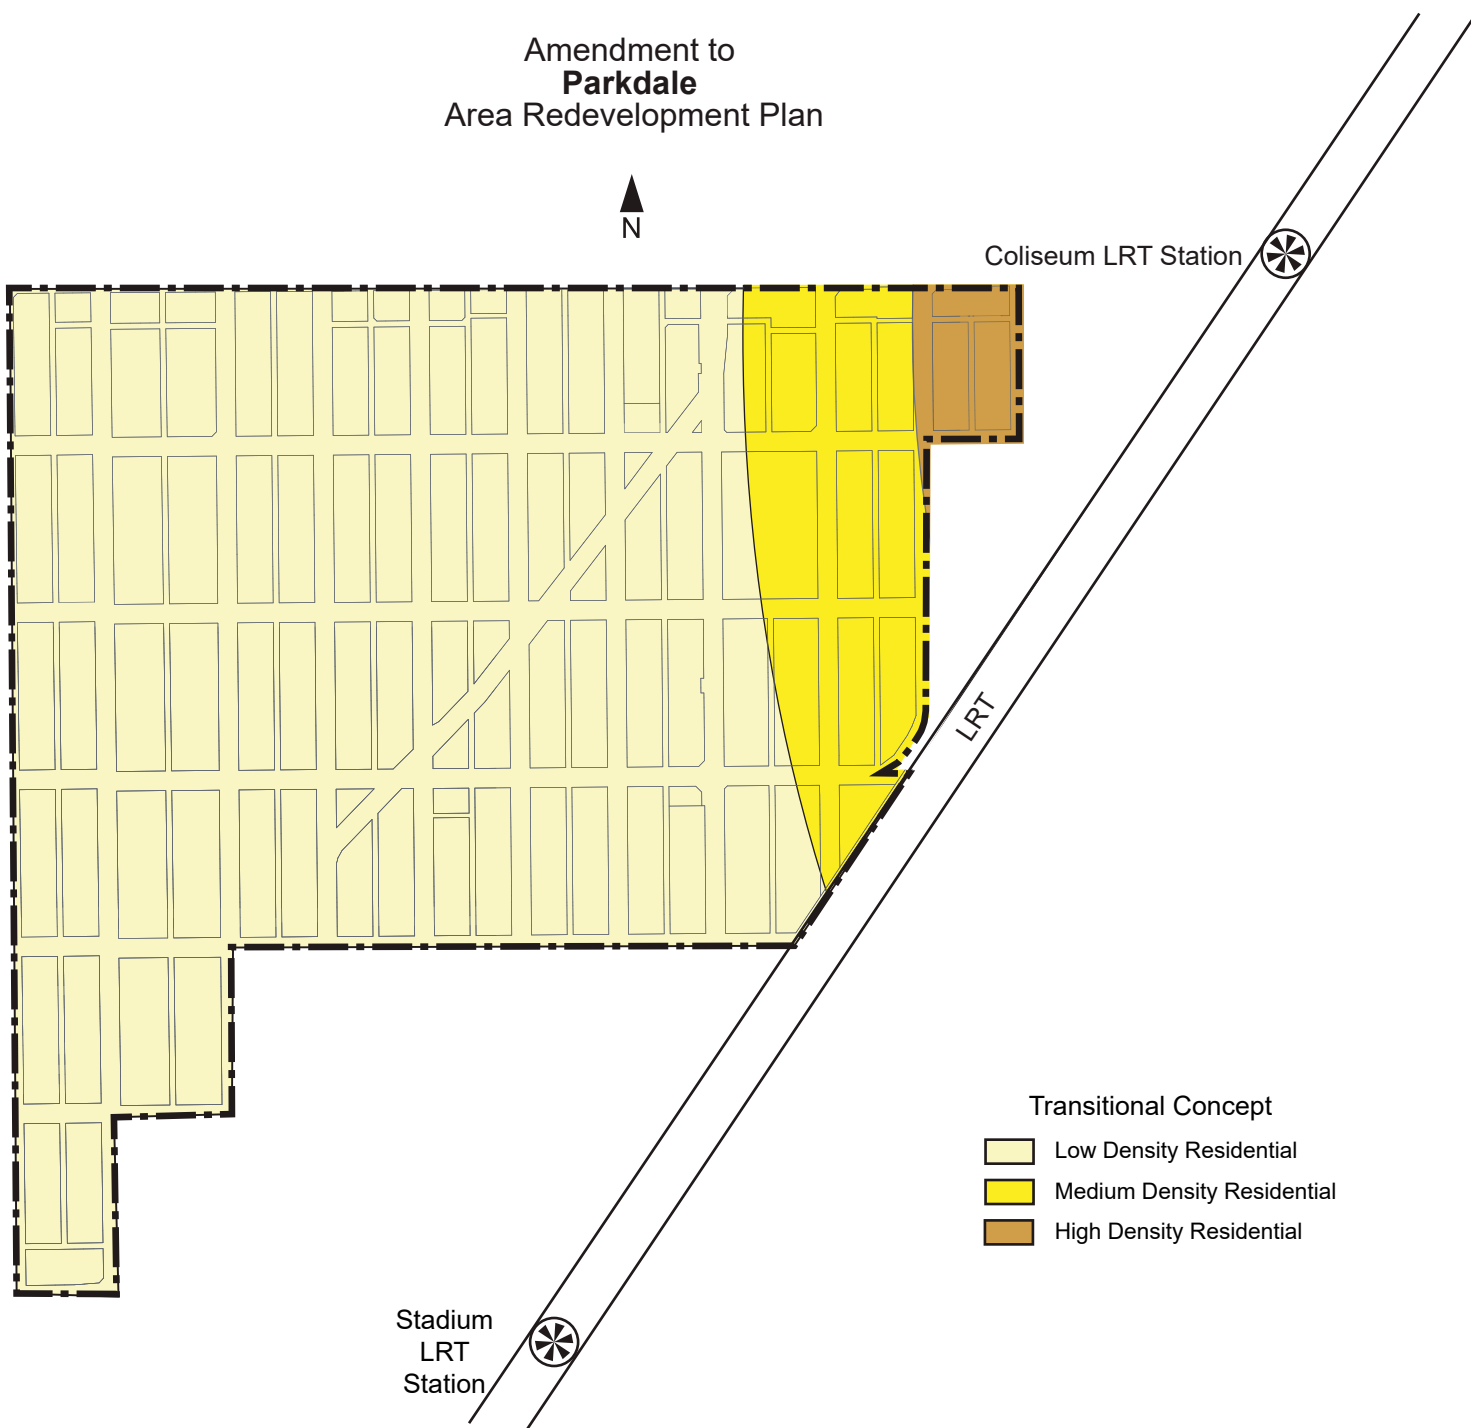 Amendment to
Parkdale
Area Redevelopment Plan
N
Coliseum LRT Station
LRT
Transitional Concept
Low Density Residential
Medium Density Residential
High Density Residential
Stadium
LRT
Station